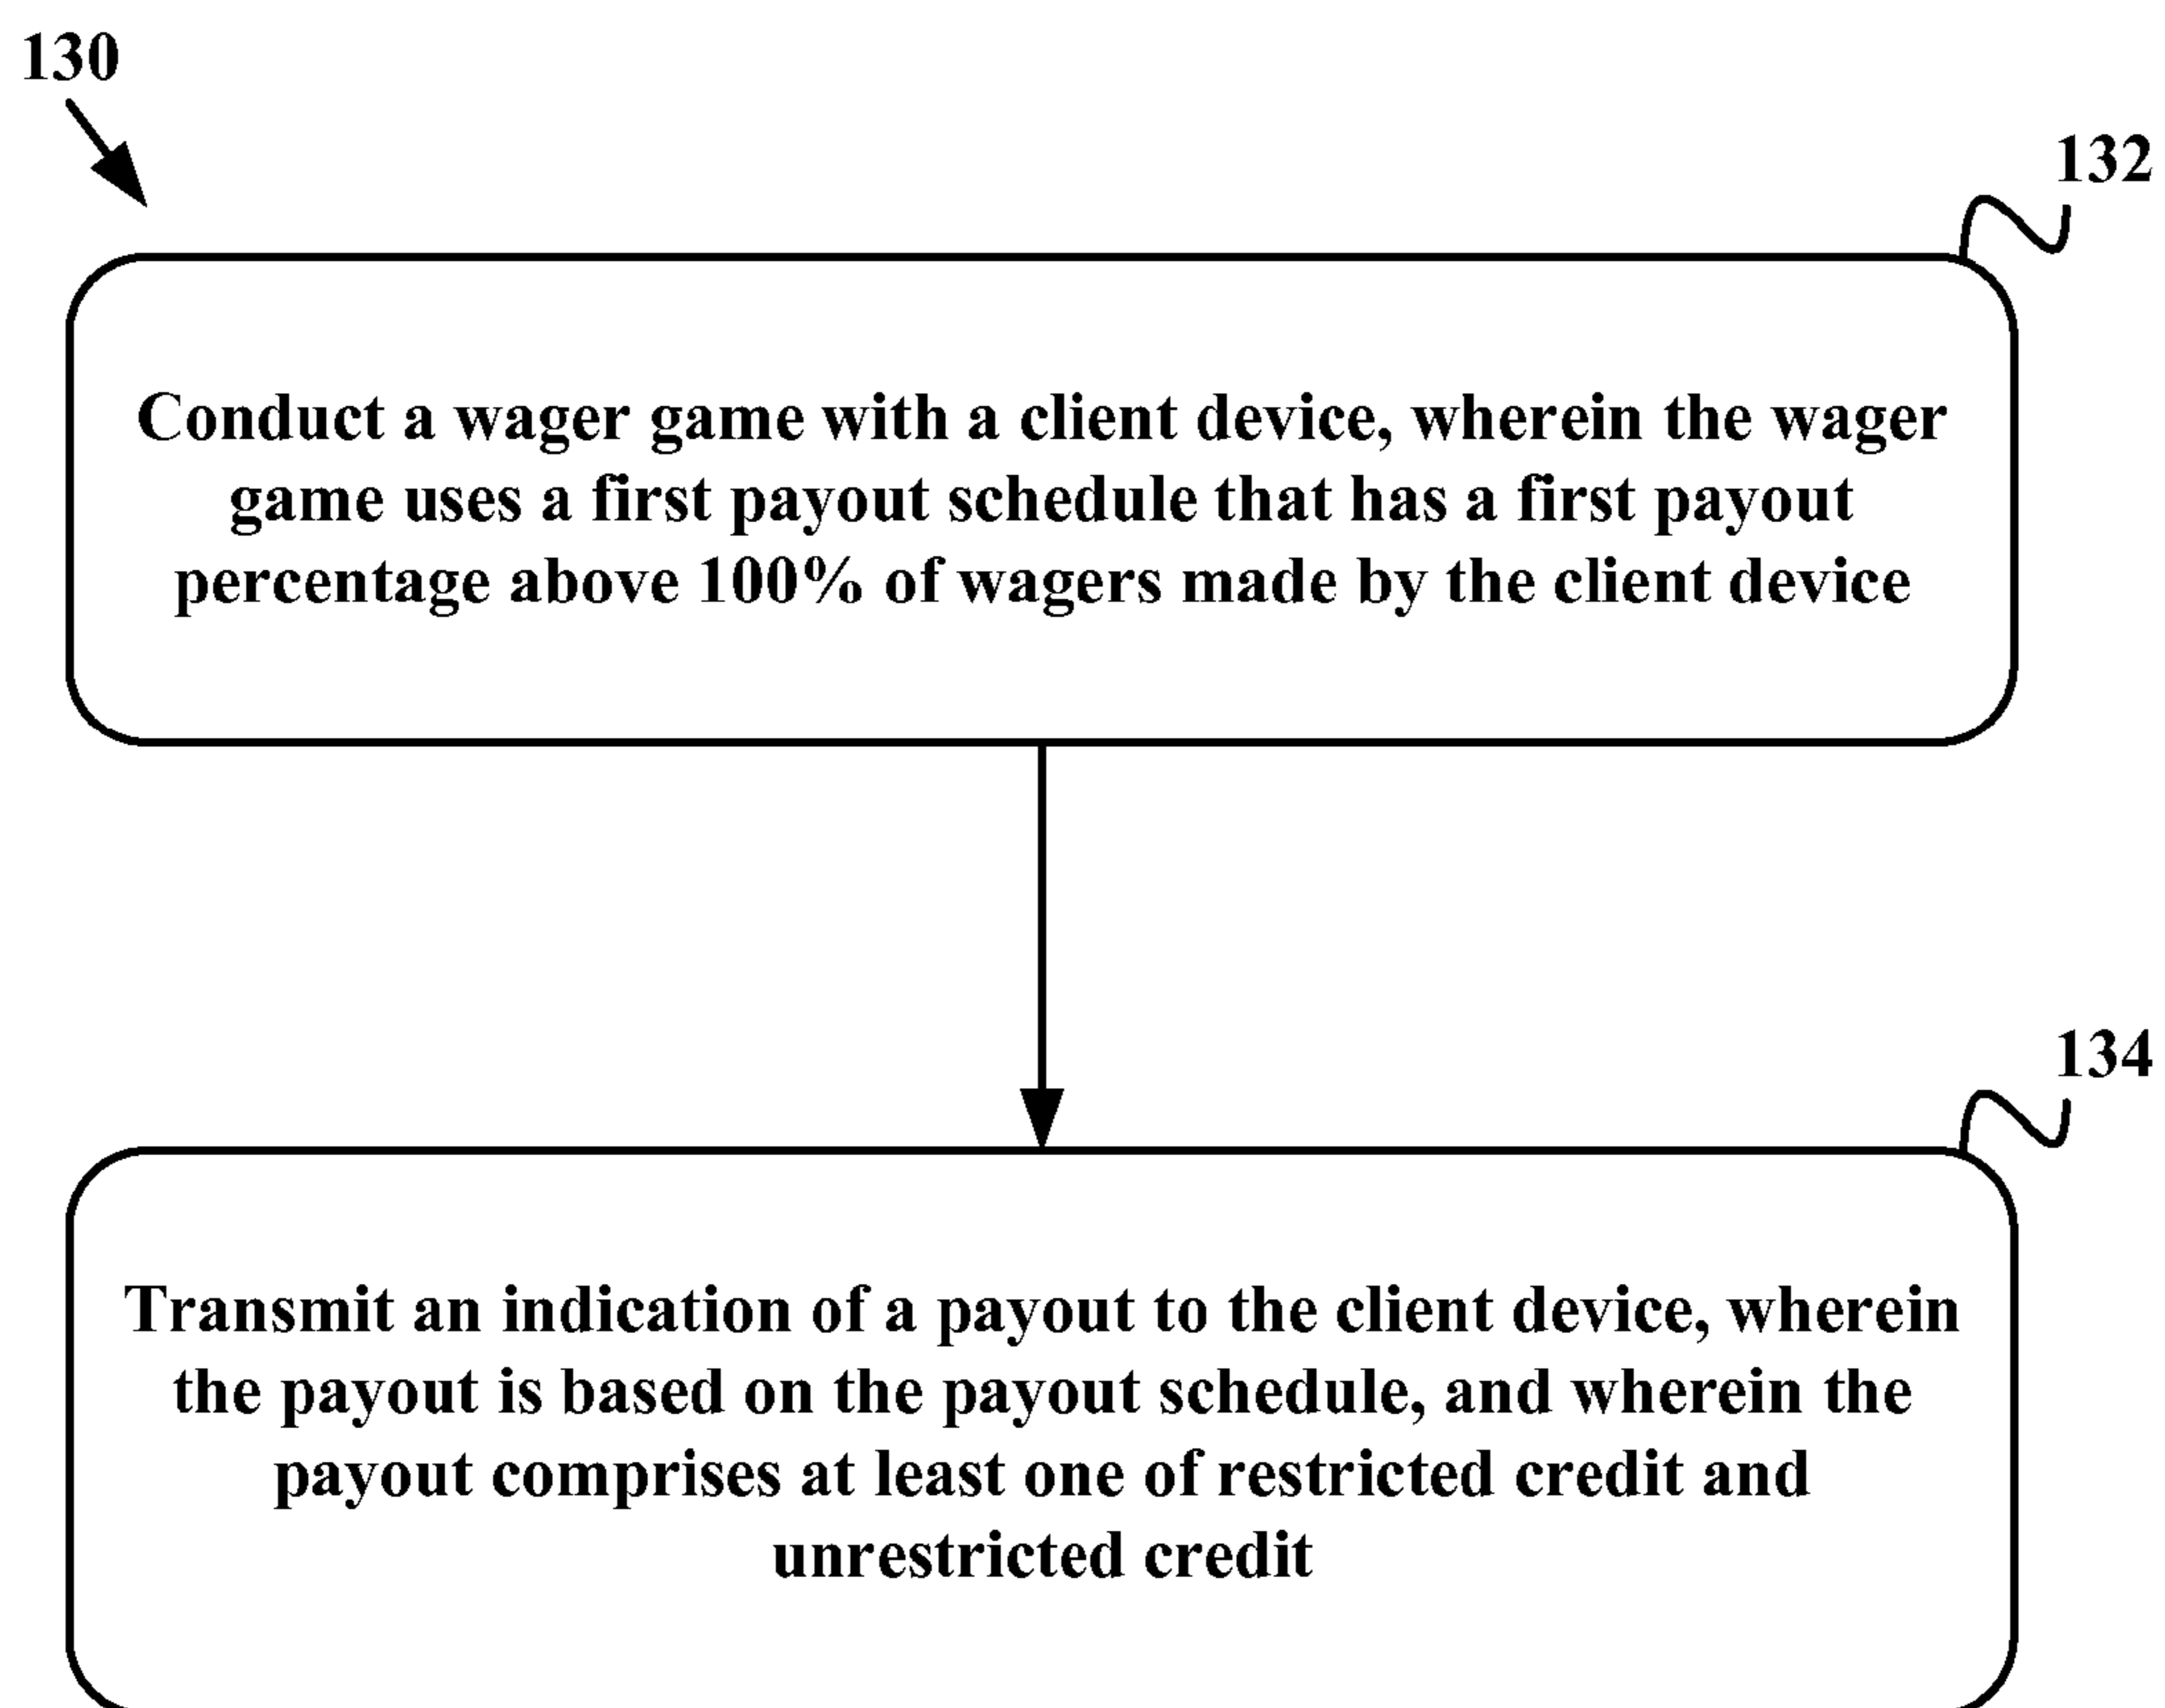 130
132
Conduct a wager game with a client device, wherein the wager
game uses a first payout schedule that has a first payout
percentage above 100% of wagers made by the client device
134
Transmit an indication of a payout to the client device, wherein
the payout is based on the payout schedule, and wherein the
payout comprises at least one of restricted credit and
unrestricted credit